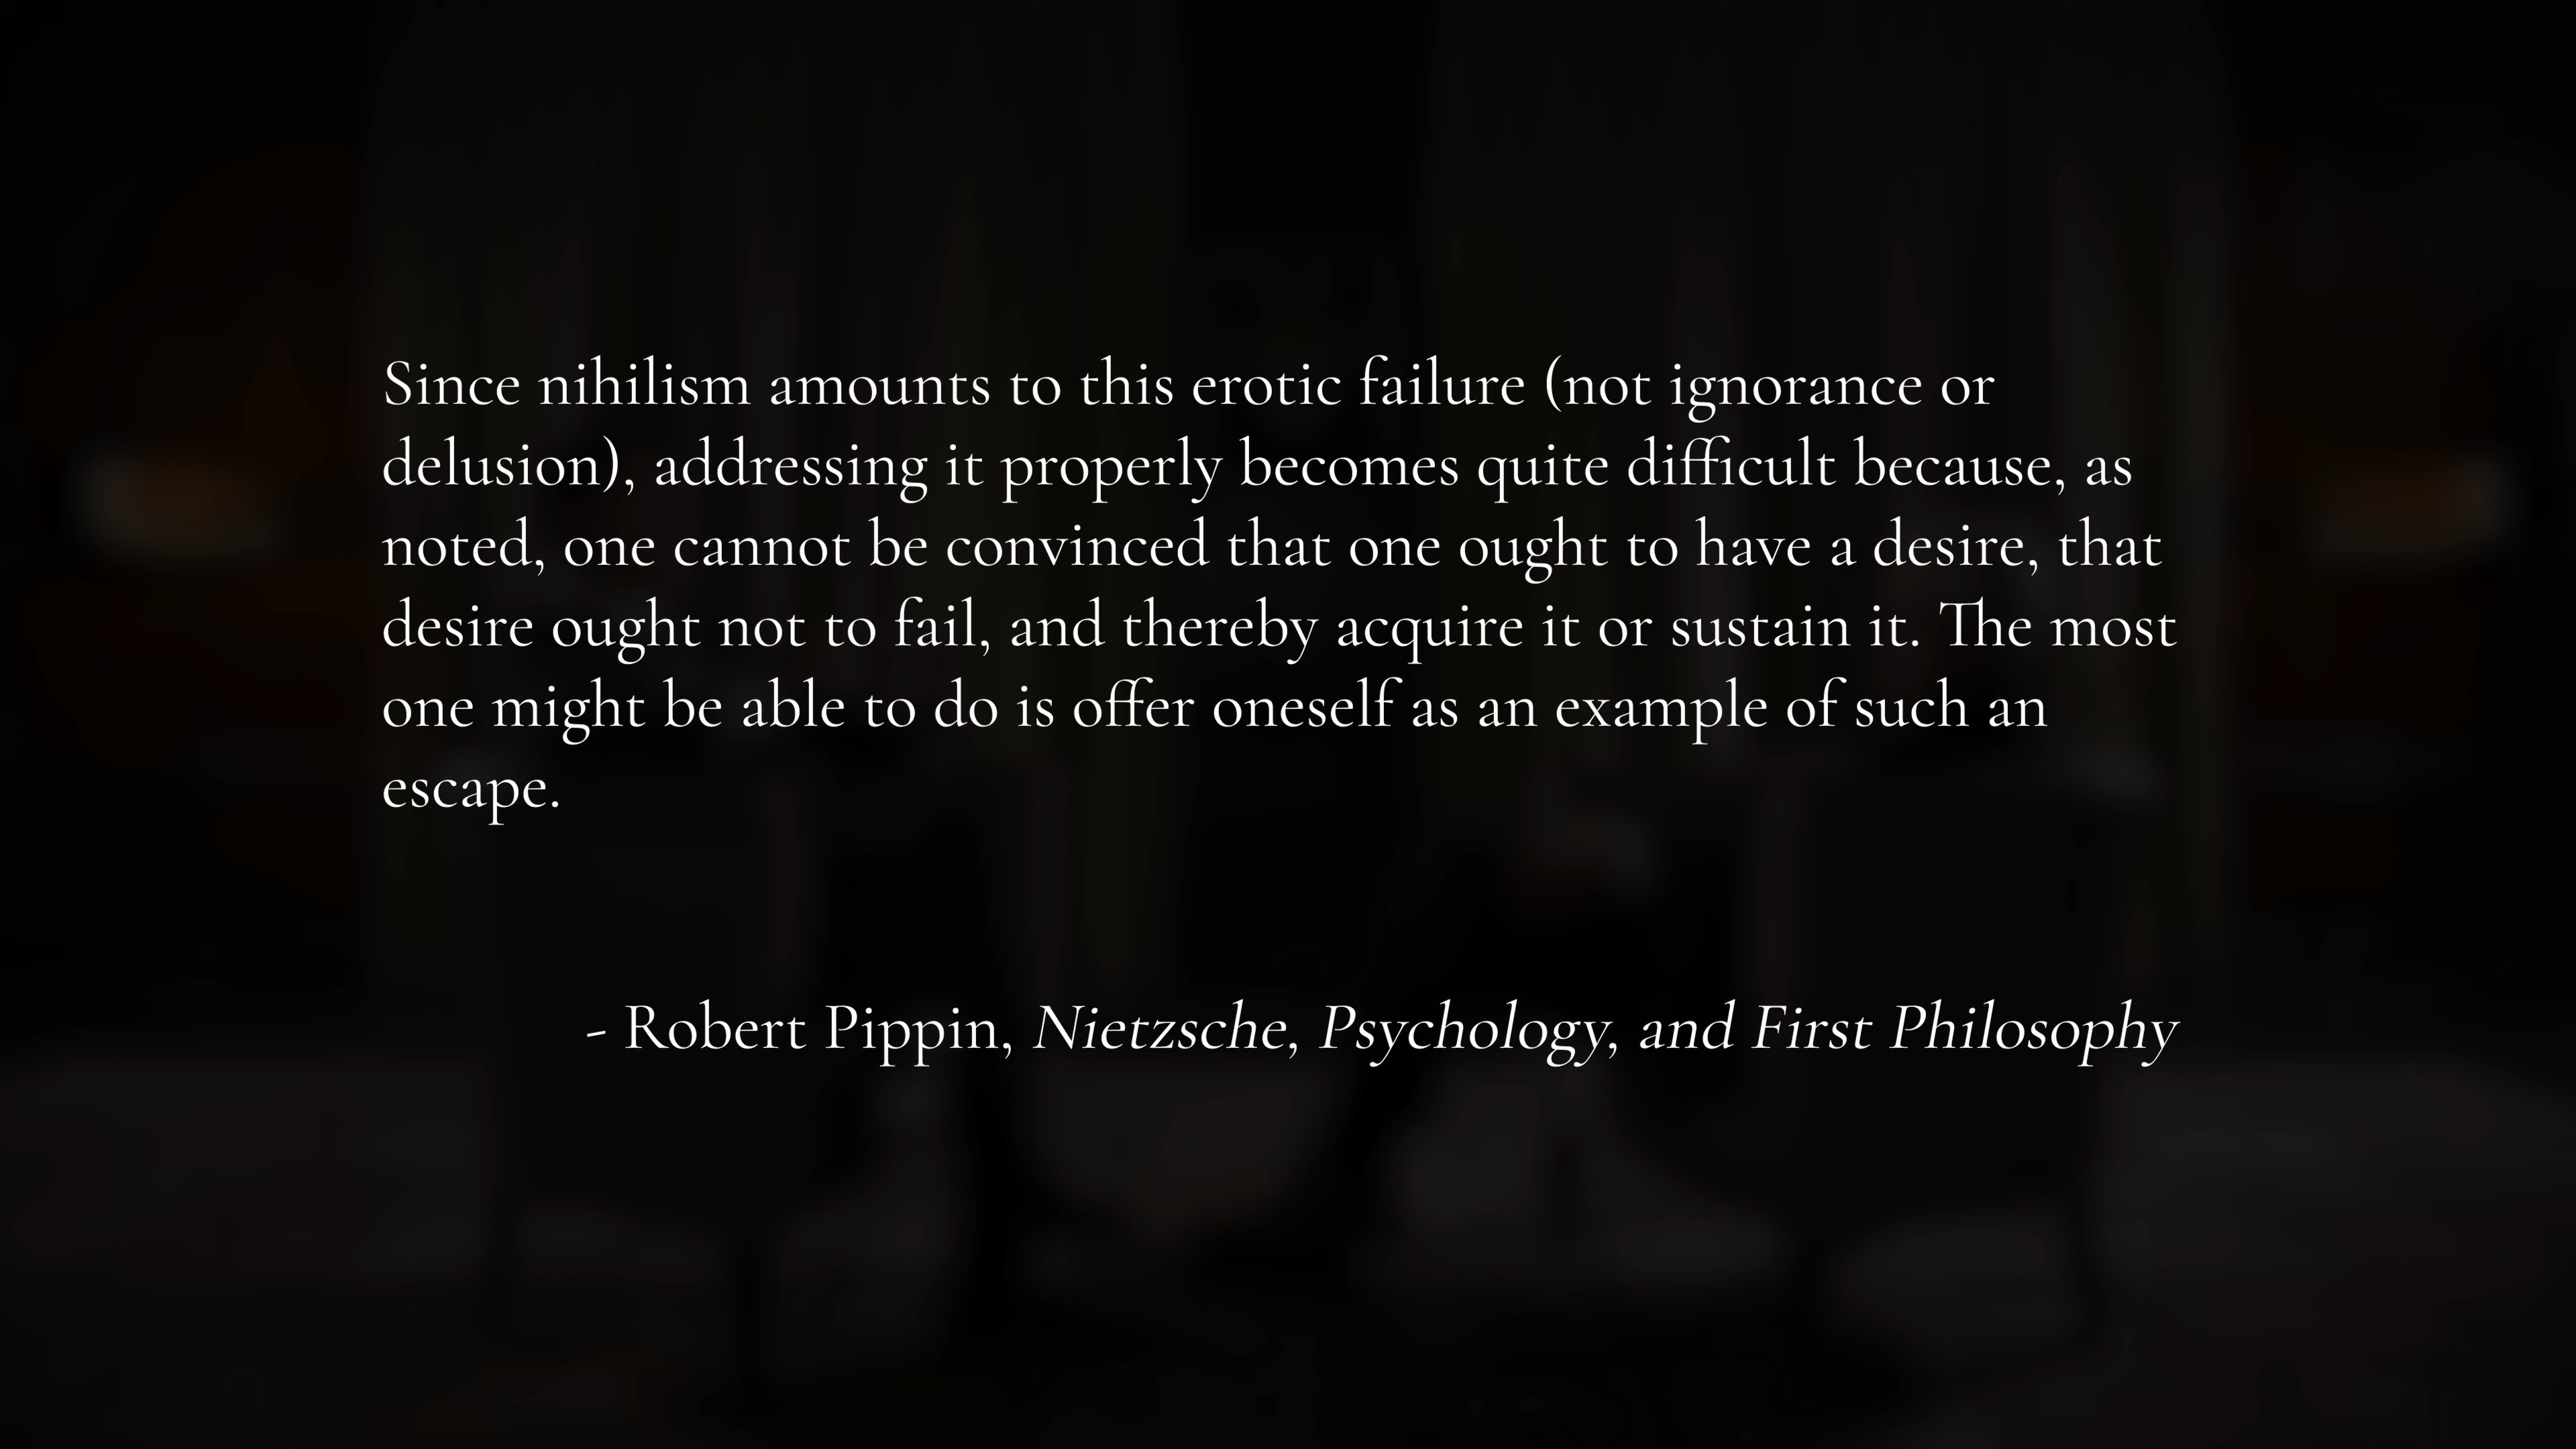 Since nihilism amounts to this erotic failure (not ignorance or
delusion), addressing it properly becomes quite difficult because, as
noted, one cannot be convinced that one ought to have a desire, that
desire ought not to fail, and thereby acquire it or sustain it. The most
one might be able to do is offer oneself as an example of such an
escape.
- Robert Pippin, Nietzsche, Psychology, and First Philosophy